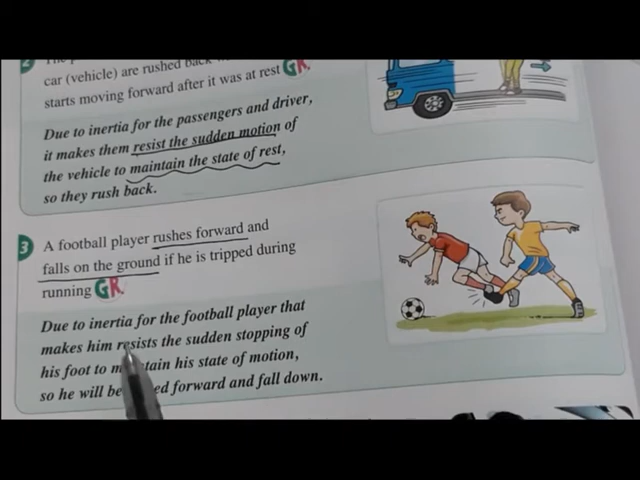 2
car (vehicle) are rushed back
starts moving forward after it was at rest GR
Due to inertia for the passengers and driver,
it makes them resist the sudden motion of
the vehicle to maintain the state of rest,
so they rush back.
3 A football player rushes forward and
falls on the ground if he is tripped during
running GR
Due to inertia for the football player that
makes him resists the sudden stopping of
his foot to his state of motion,
so he will be forward and fall down.